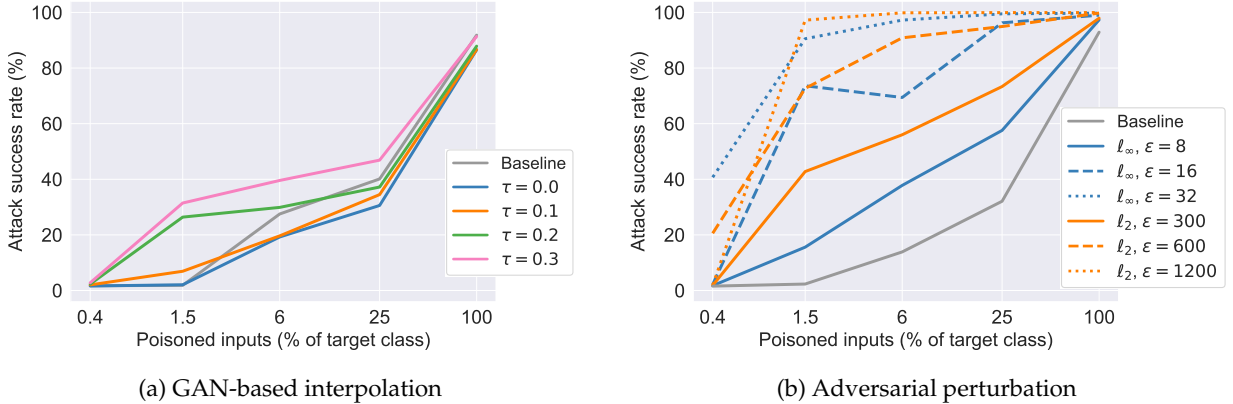 100
80
60
40
20
0
Attack success rate (%)
0.4 1.5 6 25 100
Poisoned inputs (% of target class)
Baseline
τ = 0.0
τ = 0.1
τ = 0.2
τ = 0.3
(a) GAN-based interpolation
100
80
60
40
20
0
Attack success rate (%)
0.4 1.5 6 25 100
Poisoned inputs (% of target class)
Baseline
ℓ∞, ε = 8
ℓ∞, ε = 16
ℓ∞, ε = 32
ℓ₂, ε = 300
ℓ₂, ε = 600
ℓ₂, ε = 1200
(b) Adversarial perturbation